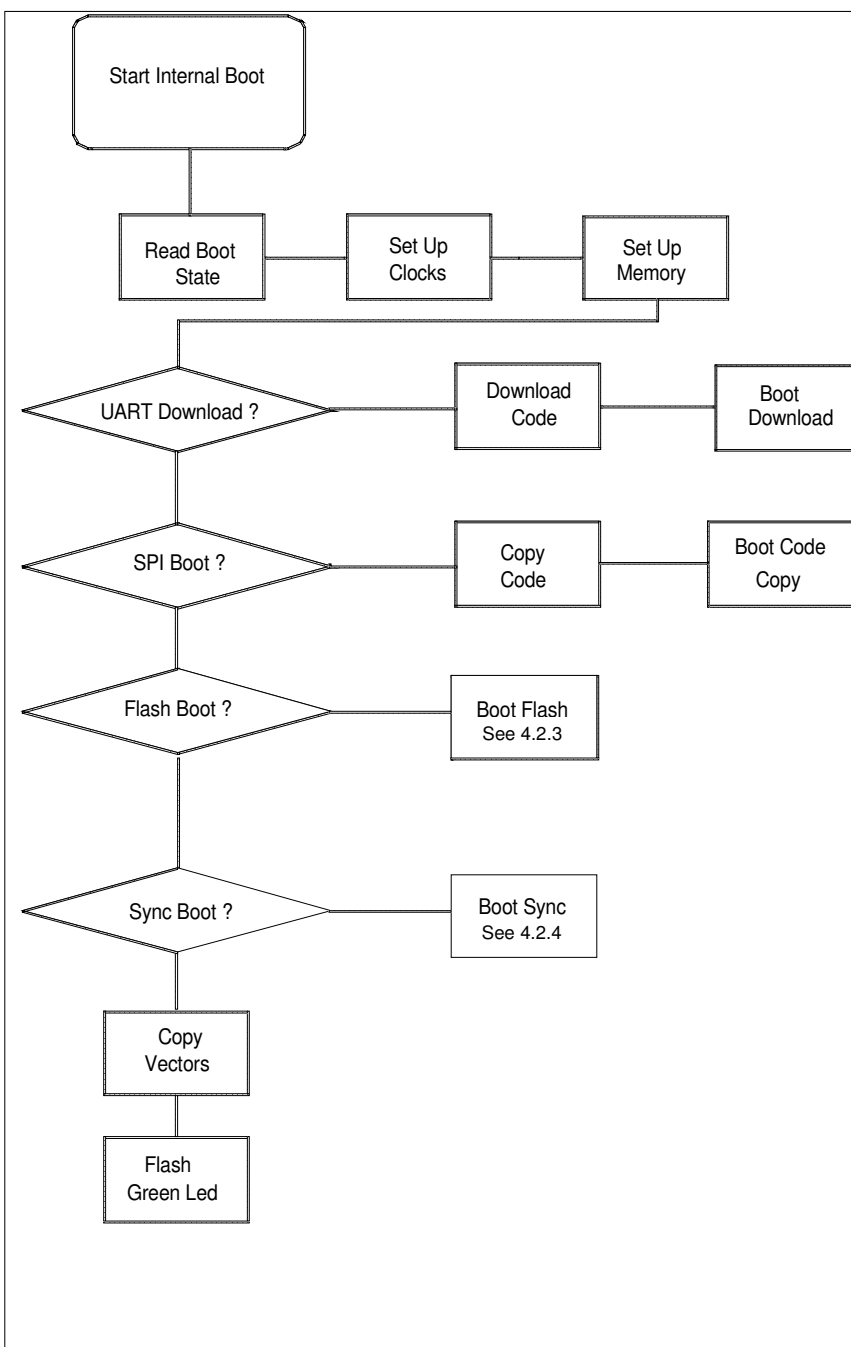 Start Internal Boot
Read Boot
State
Set Up
Clocks
Set Up
Memory
UART Download ?
Download
Code
Boot
Download
SPI Boot ?
Copy
Code
Boot Code
Copy
Flash Boot ?
Boot Flash
See 4.2.3
Sync Boot ?
Boot Sync
See 4.2.4
Copy
Vectors
Flash
Green Led